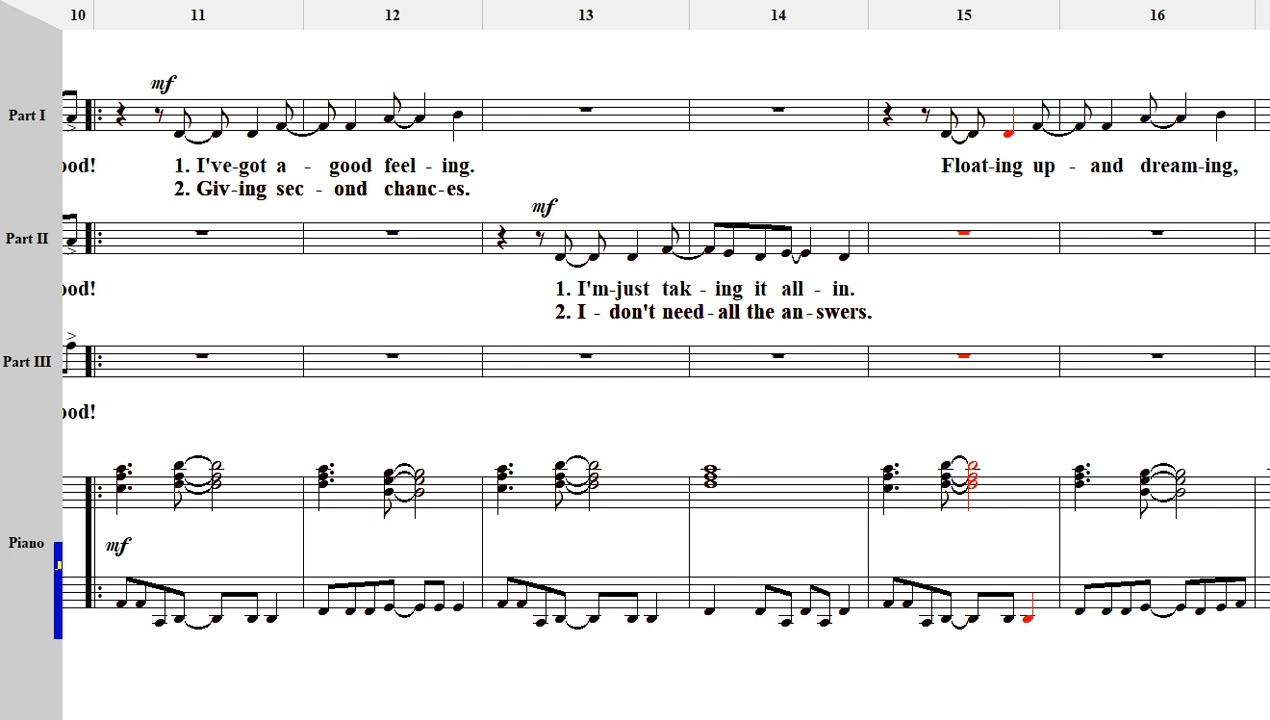 10 11 12 13 14 15 16
mf
Part I
ood! 1. I've-got a - good feel - ing. Float-ing up - and dream-ing,
2. Giv-ing sec - ond chanc-es.
mf
Part II
ood! 1. I'm-just tak - ing it all - in.
2. I - don't need-all the an-swers.
Part III
ood!
Piano
mf